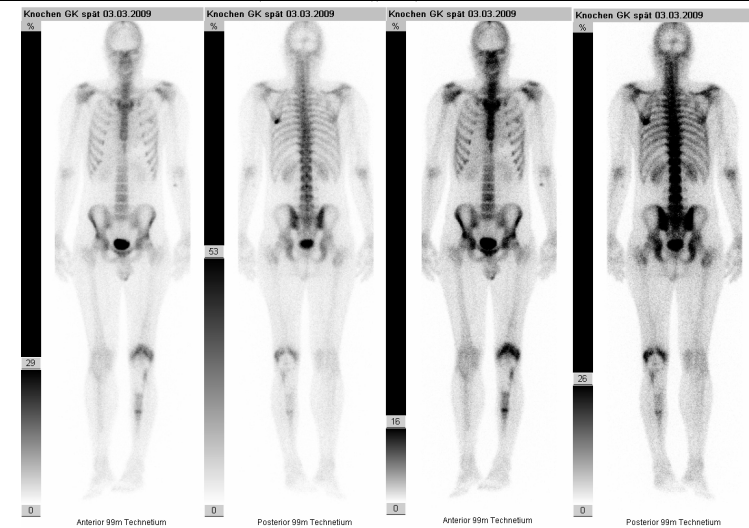 Knochen GK spät 03.03.2009
%
29
0
Anterior 99m Technetium
Knochen GK spät 03.03.2009
%
53
0
Posterior 99m Technetium
Knochen GK spät 03.03.2009
%
16
0
Anterior 99m Technetium
Knochen GK spät 03.03.2009
%
26
0
Posterior 99m Technetium